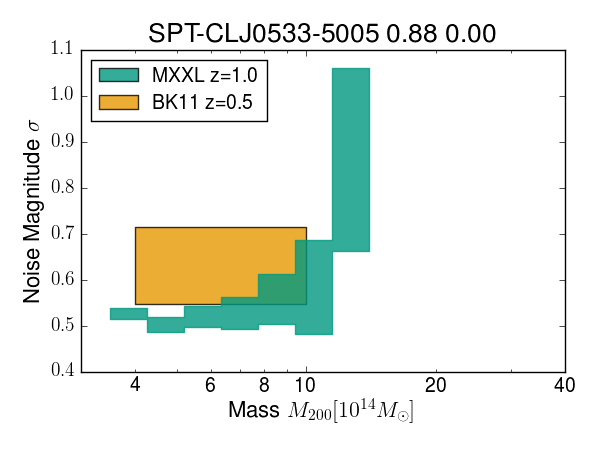 SPT-CLJ0533-5005 0.88 0.00
1.1
1.0
0.9
0.8
0.7
0.6
0.5
0.4
Noise Magnitude σ
MXXL z=1.0
BK11 z=0.5
4 6 8 10 20 40
Mass M₂₀₀[10¹⁴M☉]